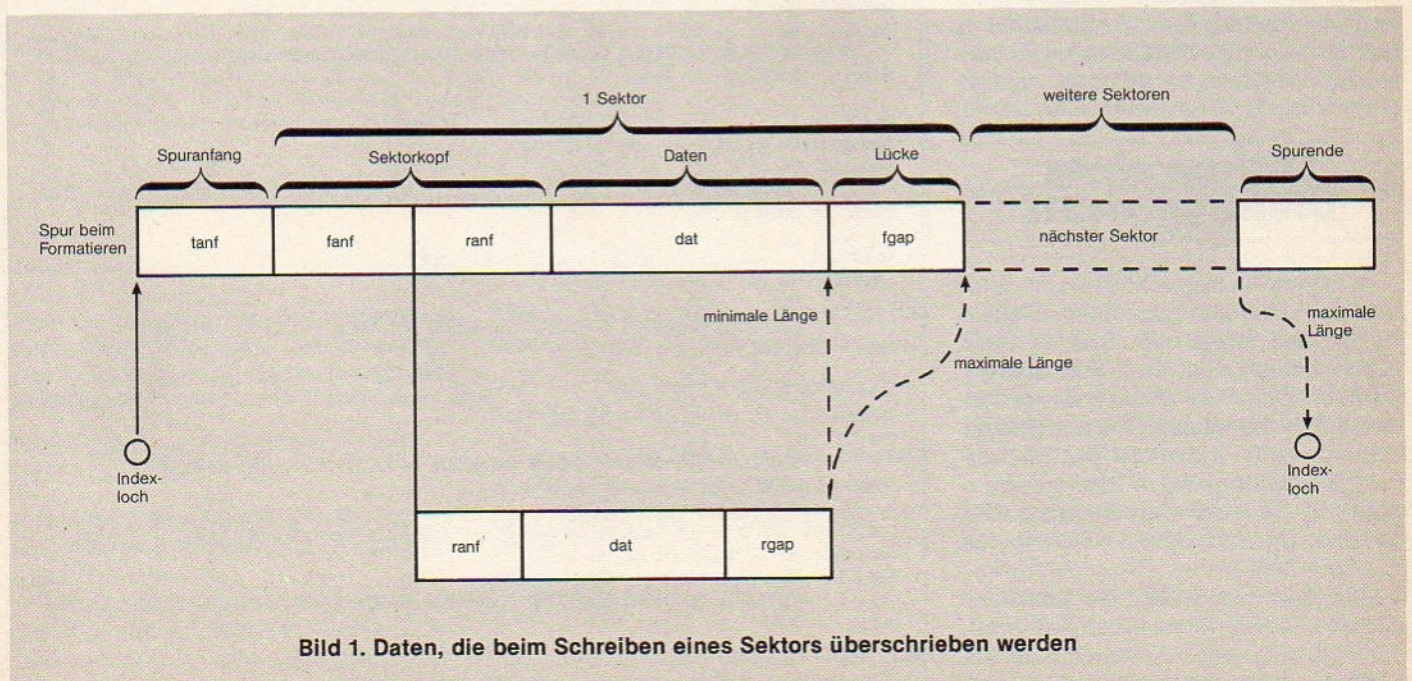 1 Sektor
weitere Sektoren
Spuranfang
Sektorkopf
Daten
Lücke
Spurende
Spur beim
Formatieren
tanf
fanf
ranf
dat
fgap
nächster Sektor
minimale Länge
maximale Länge
maximale
Länge
Index-
loch
Index-
loch
ranf
dat
rgap
Bild 1. Daten, die beim Schreiben eines Sektors überschrieben werden